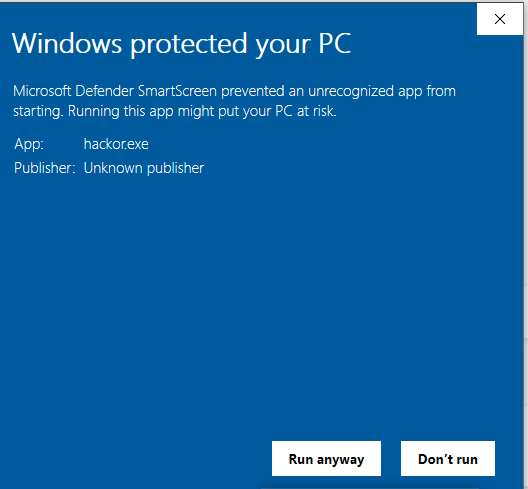 Windows protected your PC
Microsoft Defender SmartScreen prevented an unrecognized app from
starting. Running this app might put your PC at risk.
App: hackor.exe
Publisher: Unknown publisher
Run anyway Don’t run